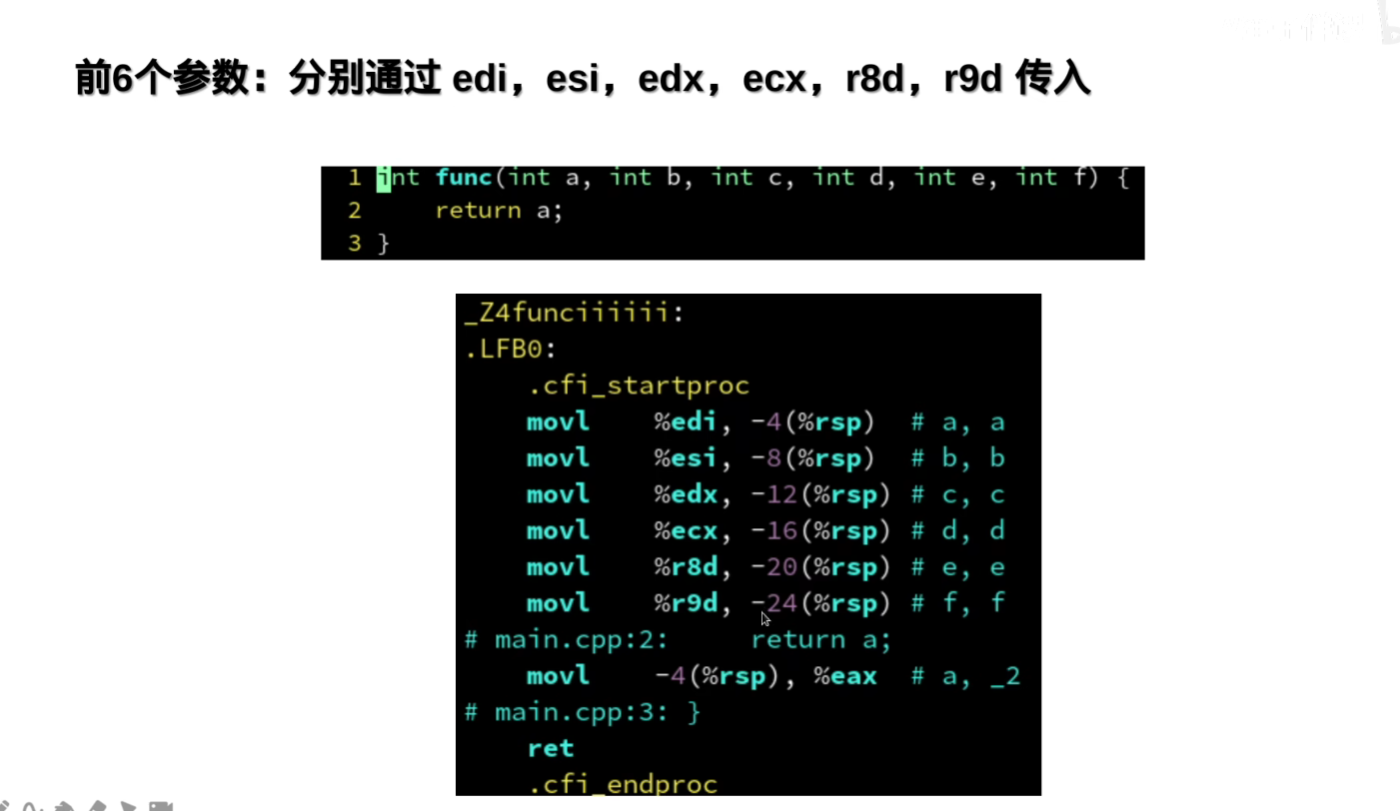 前6个参数：分别通过 edi，esi，edx，ecx，r8d，r9d 传入
1 int func(int a, int b, int c, int d, int e, int f) {
2     return a;
3 }
_Z4funciiiiii:
.LFB0:
    .cfi_startproc
    movl    %edi, -4(%rsp)  # a, a
    movl    %esi, -8(%rsp)  # b, b
    movl    %edx, -12(%rsp) # c, c
    movl    %ecx, -16(%rsp) # d, d
    movl    %r8d, -20(%rsp) # e, e
    movl    %r9d, -24(%rsp) # f, f
# main.cpp:2:     return a;
    movl    -4(%rsp), %eax  # a, _2
# main.cpp:3: }
    ret
    .cfi_endproc